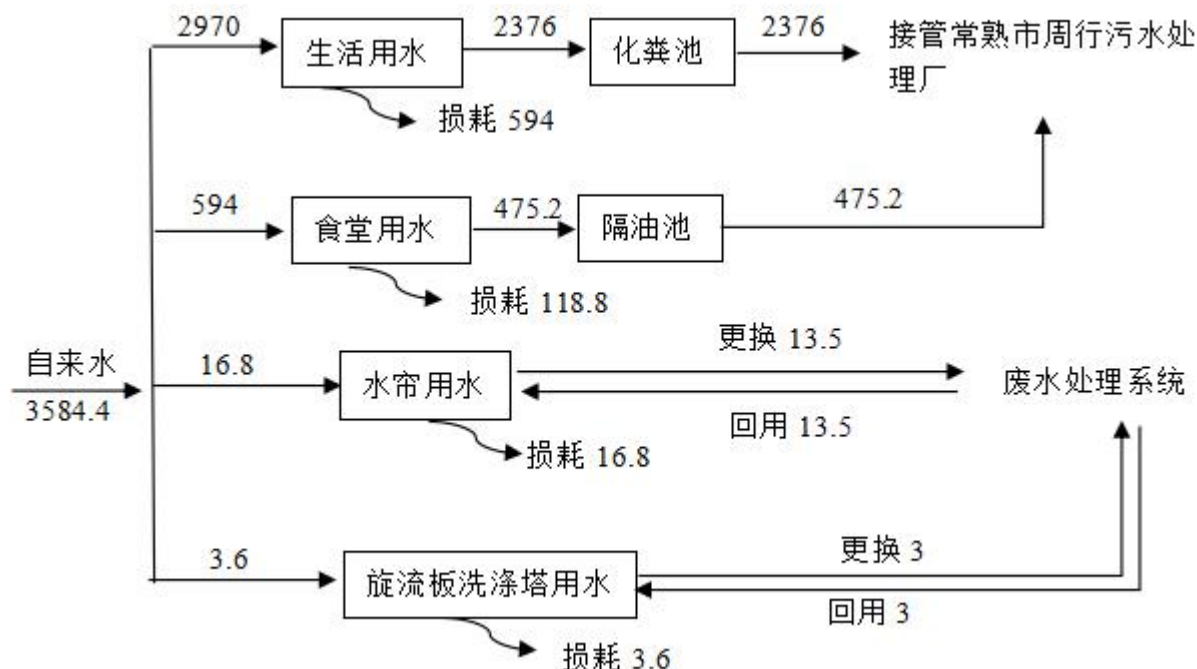 2970
生活用水
2376
化粪池
2376
接管常熟市周行污水处
理厂
损耗 594
594
食堂用水
475.2
隔油池
475.2
损耗 118.8
自来水
3584.4
16.8
水帘用水
更换 13.5
回用 13.5
废水处理系统
损耗 16.8
3.6
旋流板洗涤塔用水
更换 3
回用 3
损耗 3.6